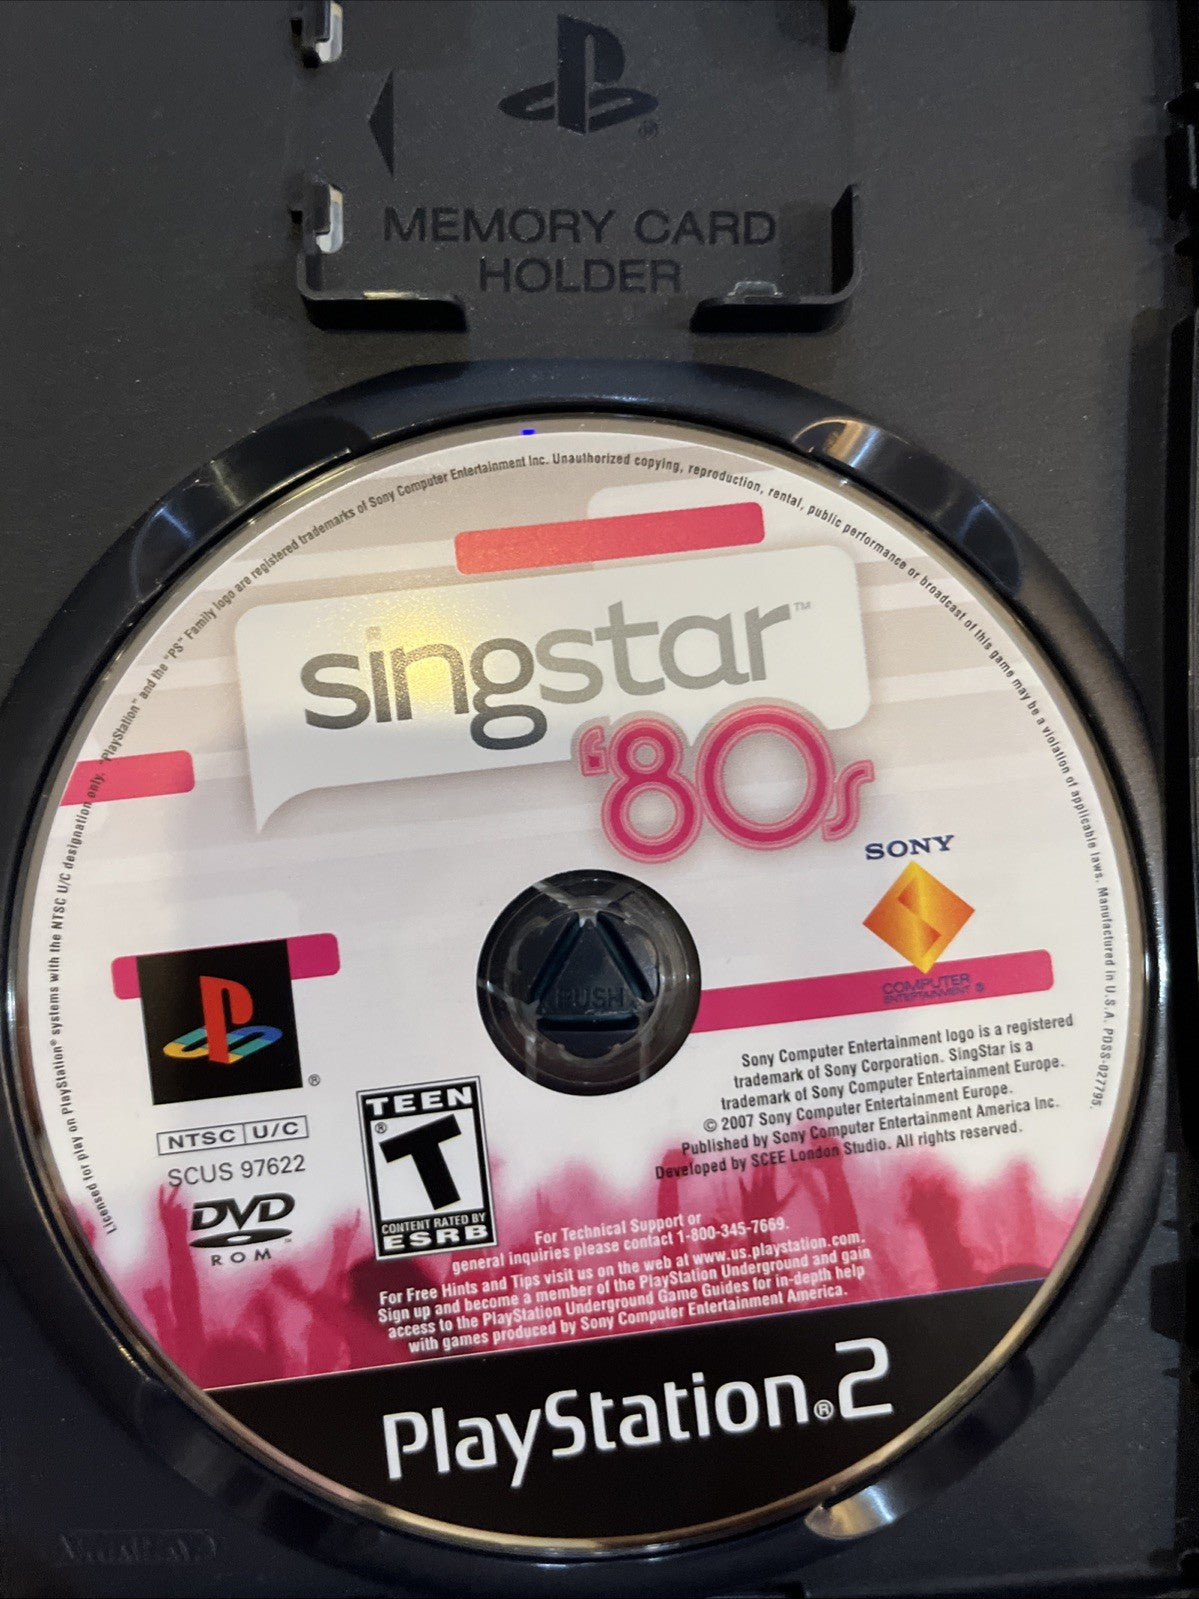 MEMORY CARD
HOLDER
Licensed for play on PlayStation® systems with the NTSC U/C designation only. "PlayStation" and the "PS" Family logo are registered trademarks of Sony Computer Entertainment Inc. Unauthorized copying, reproduction, rental, public performance or broadcast of this game may be a violation of applicable laws. Manufactured in U.S.A. PDSS-02795.
singstar™
'80s
SONY
COMPUTER
ENTERTAINMENT®
PUSH
®
NTSC U/C
SCUS 97622
DVD
ROM™
TEEN
®
T
CONTENT RATED BY
ESRB
Sony Computer Entertainment logo is a registered
trademark of Sony Corporation. SingStar is a
trademark of Sony Computer Entertainment Europe.
© 2007 Sony Computer Entertainment Europe.
Published by Sony Computer Entertainment America Inc.
Developed by SCEE London Studio. All rights reserved.
For Technical Support or
general inquiries please contact 1-800-345-7669.
For Free Hints and Tips visit us on the web at www.us.playstation.com.
Sign up and become a member of the PlayStation Underground and gain
access to the PlayStation Underground Game Guides for in-depth help
with games produced by Sony Computer Entertainment America.
PlayStation®2